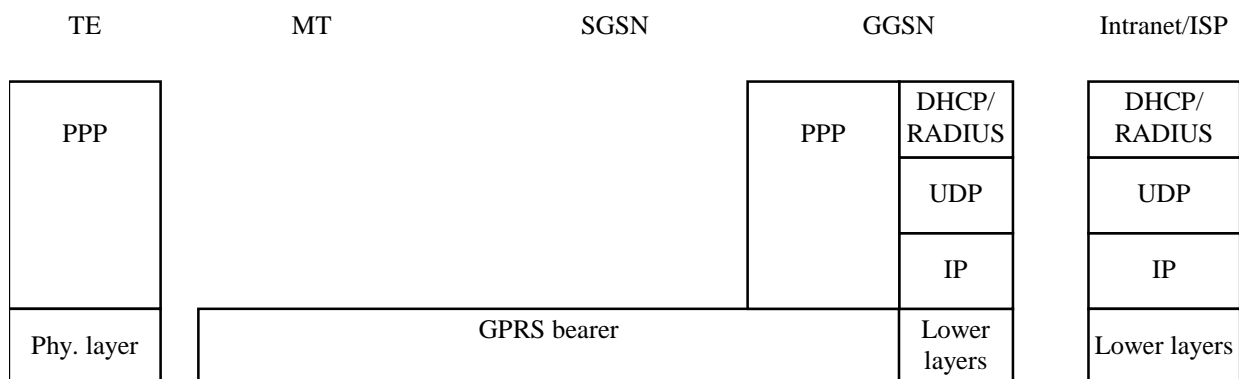 TE MT SGSN GGSN Intranet/ISP
PPP
PPP
DHCP/
RADIUS
DHCP/
RADIUS
UDP
UDP
IP
IP
Phy. layer
GPRS bearer
Lower
layers
Lower layers